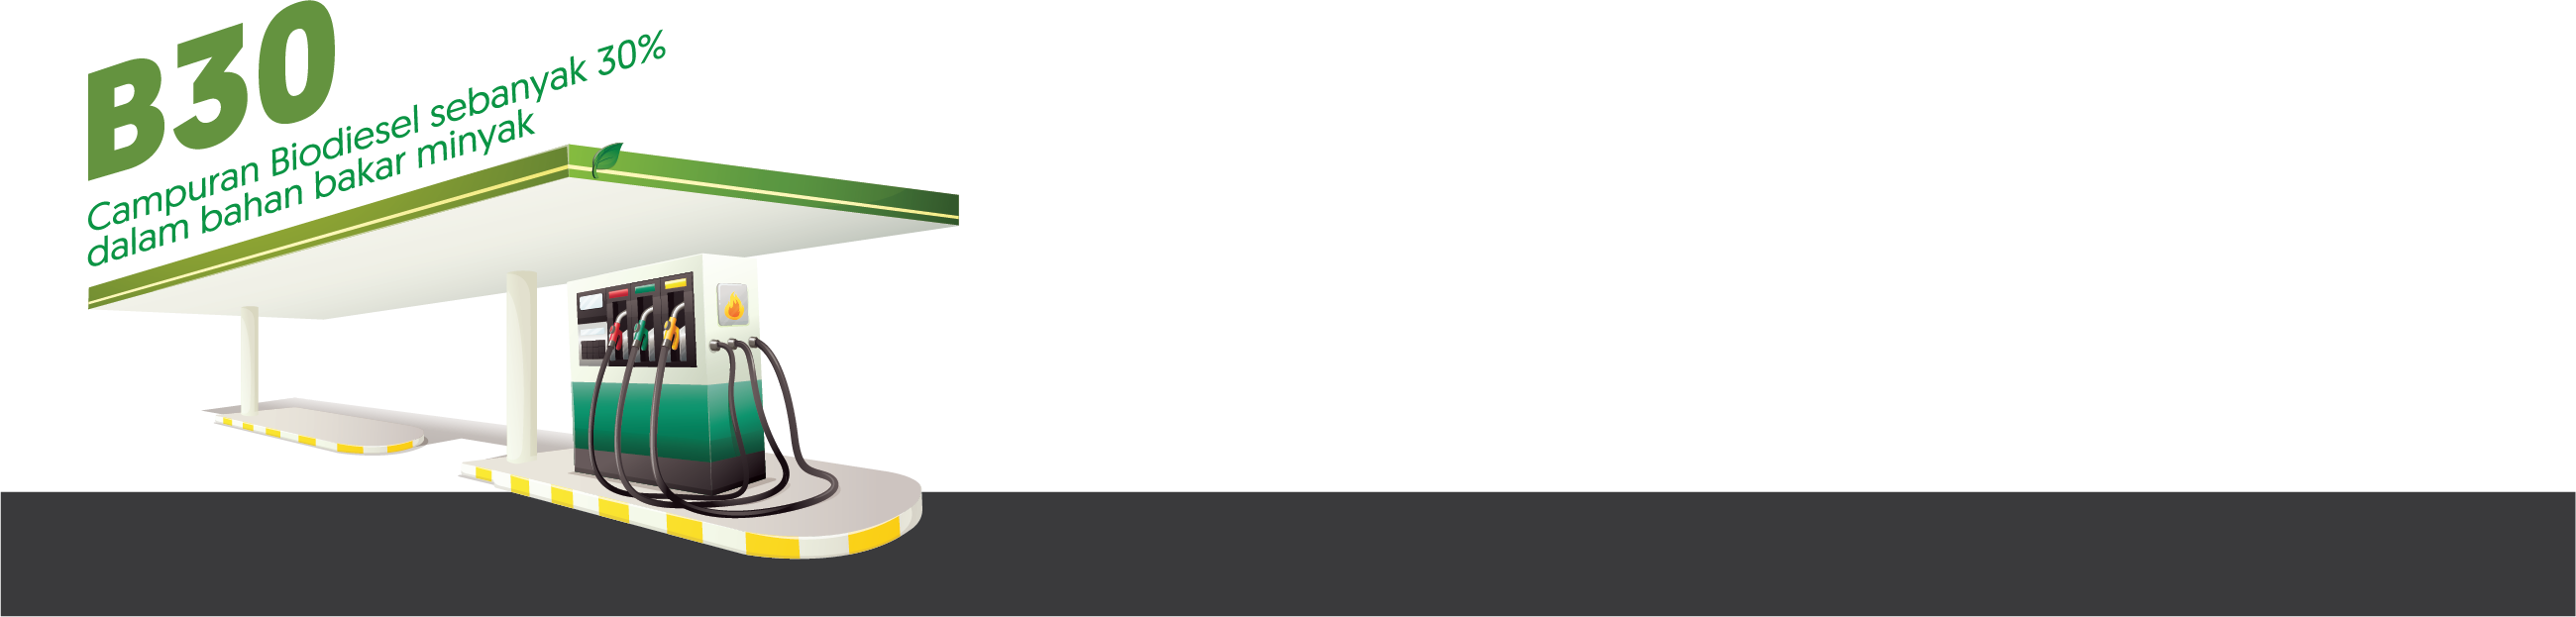 B30
Campuran Biodiesel sebanyak 30%
dalam bahan bakar minyak